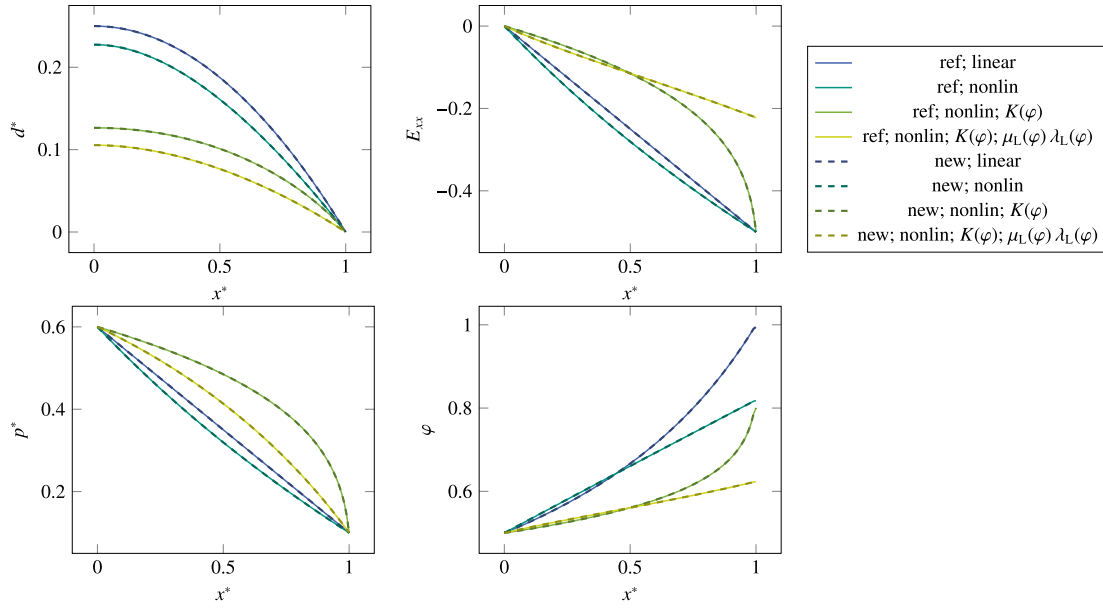 0.2
0.1
0
d*
0 0.5 1
x*
0
−0.2
−0.4
E_xx
0 0.5 1
x*
ref; linear
ref; nonlin
ref; nonlin; K(φ)
ref; nonlin; K(φ); μ_L(φ) λ_L(φ)
new; linear
new; nonlin
new; nonlin; K(φ)
new; nonlin; K(φ); μ_L(φ) λ_L(φ)
0.6
0.4
0.2
p*
0 0.5 1
x*
1
0.8
0.6
φ
0 0.5 1
x*